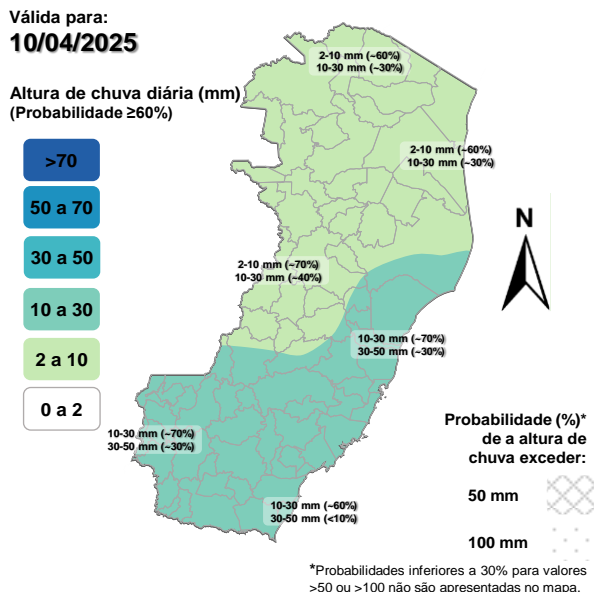 Válida para:
10/04/2025
Altura de chuva diária (mm)
(Probabilidade ≥60%)
>70
50 a 70
30 a 50
10 a 30
2 a 10
0 a 2
2-10 mm (~60%)
10-30 mm (~30%)
2-10 mm (~60%)
10-30 mm (~30%)
2-10 mm (~70%)
10-30 mm (~40%)
10-30 mm (~70%)
30-50 mm (~30%)
10-30 mm (~70%)
30-50 mm (~30%)
10-30 mm (~60%)
30-50 mm (<10%)
N
Probabilidade (%)*
de a altura de
chuva exceder:
50 mm
100 mm
*Probabilidades inferiores a 30% para valores
>50 ou >100 não são apresentadas no mapa.